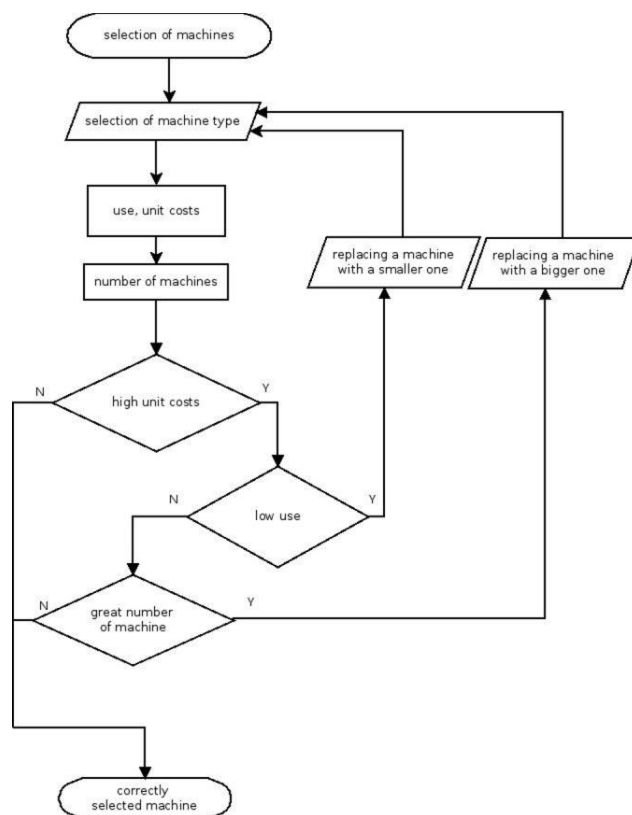 selection of machines
selection of machine type
use, unit costs
replacing a machine
with a smaller one
replacing a machine
with a bigger one
number of machines
N
Y
high unit costs
N
Y
low use
N
Y
great number
of machine
correctly
selected machine